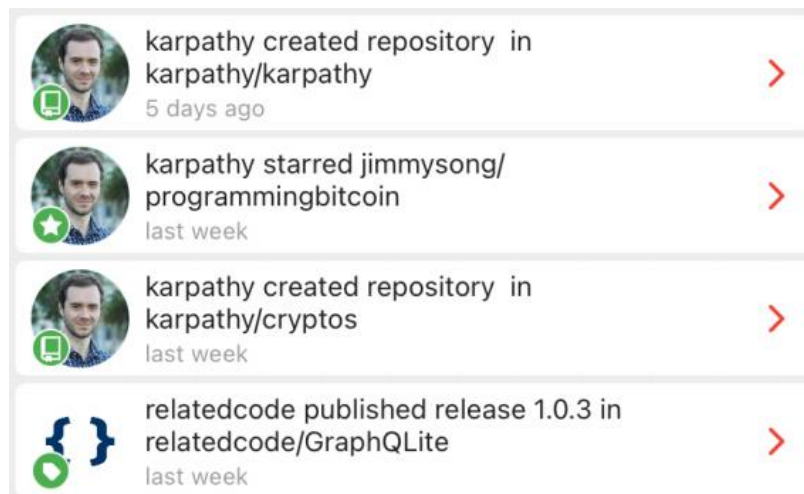 karpathy created repository  in
karpathy/karpathy
5 days ago
karpathy starred jimmysong/
programmingbitcoin
last week
karpathy created repository  in
karpathy/cryptos
last week
relatedcode published release 1.0.3 in
relatedcode/GraphQLite
last week